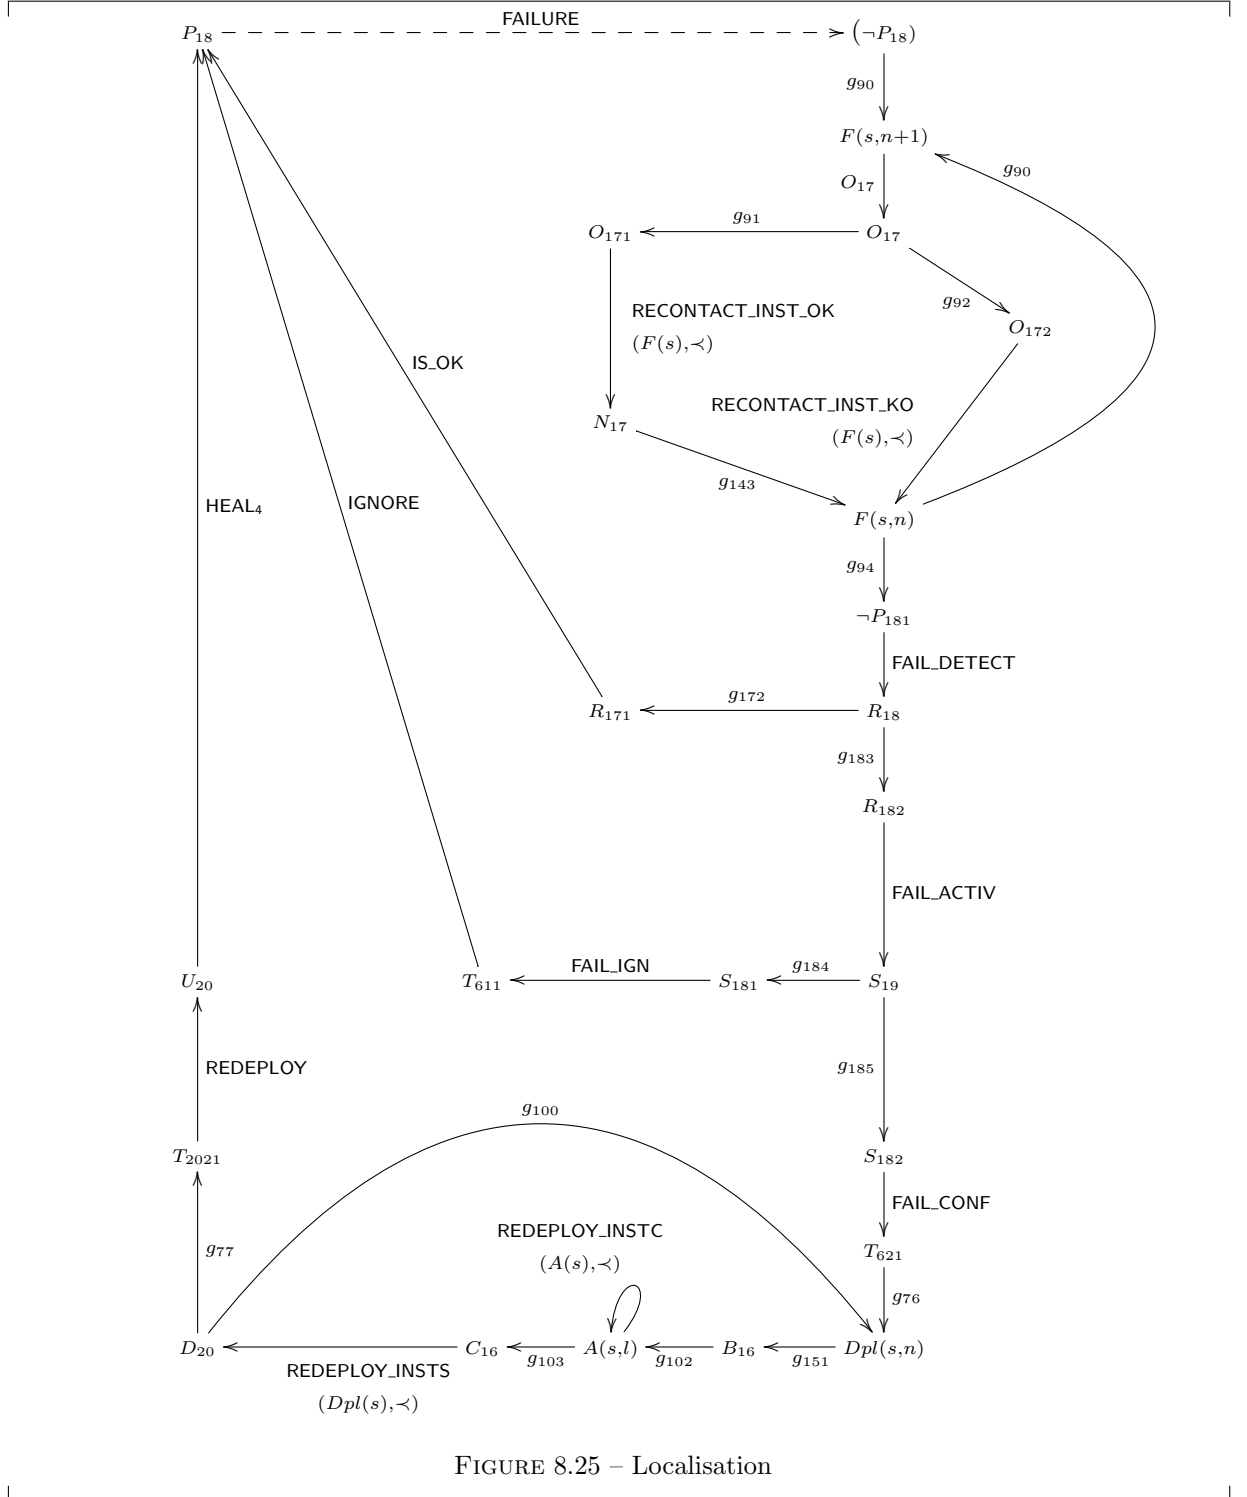 FAILURE
P₁₈ (¬P₁₈)
g₉₀
F(s,n+1)
g₉₀
O₁₇
g₉₁
O₁₇₁ O₁₇
g₉₂
RECONTACT_INST_OK
(F(s),≺)
O₁₇₂
IS_OK
RECONTACT_INST_KO
(F(s),≺)
N₁₇
g₁₄₃
HEAL₄
IGNORE
F(s,n)
g₉₄
¬P₁₈₁
FAIL_DETECT
g₁₇₂
R₁₇₁ R₁₈
g₁₈₃
R₁₈₂
FAIL_ACTIV
FAIL_IGN g₁₈₄
U₂₀ T₆₁₁ S₁₈₁ S₁₉
REDEPLOY
g₁₈₅
g₁₀₀
T₂₀₂₁ S₁₈₂
FAIL_CONF
REDEPLOY_INSTC
(A(s),≺)
g₇₇
T₆₂₁
g₇₆
D₂₀ C₁₆ A(s,l) B₁₆ Dpl(s,n)
g₁₀₃ g₁₀₂ g₁₅₁
REDEPLOY_INSTS
(Dpl(s),≺)
FIGURE 8.25 – Localisation